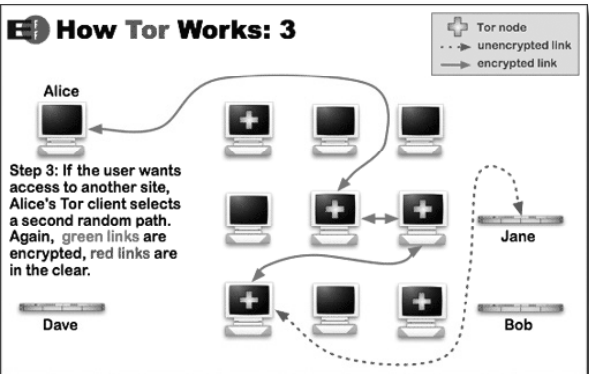 EFF How Tor Works: 3
Tor node
unencrypted link
encrypted link
Alice
Step 3: If the user wants
access to another site,
Alice's Tor client selects
a second random path.
Again, green links are
encrypted, red links are
in the clear.
Jane
Dave
Bob